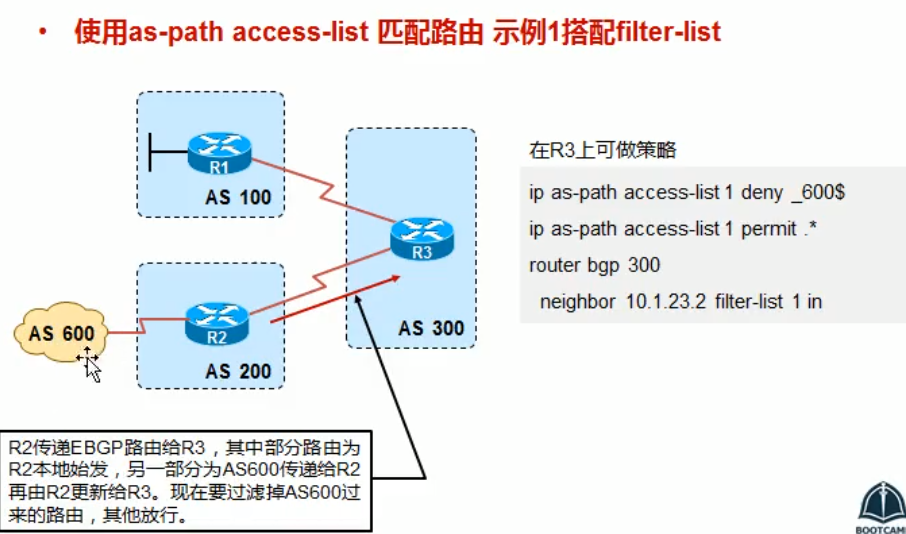 • 使用as-path access-list 匹配路由 示例1搭配filter-list
R1
AS 100
R3
AS 300
AS 600
R2
AS 200
在R3上可做策略
ip as-path access-list 1 deny _600$
ip as-path access-list 1 permit .*
router bgp 300
neighbor 10.1.23.2 filter-list 1 in
R2传递EBGP路由给R3，其中部分路由为
R2本地始发，另一部分为AS600传递给R2
再由R2更新给R3。现在要过滤掉AS600过
来的路由，其他放行。
BOOTCAM